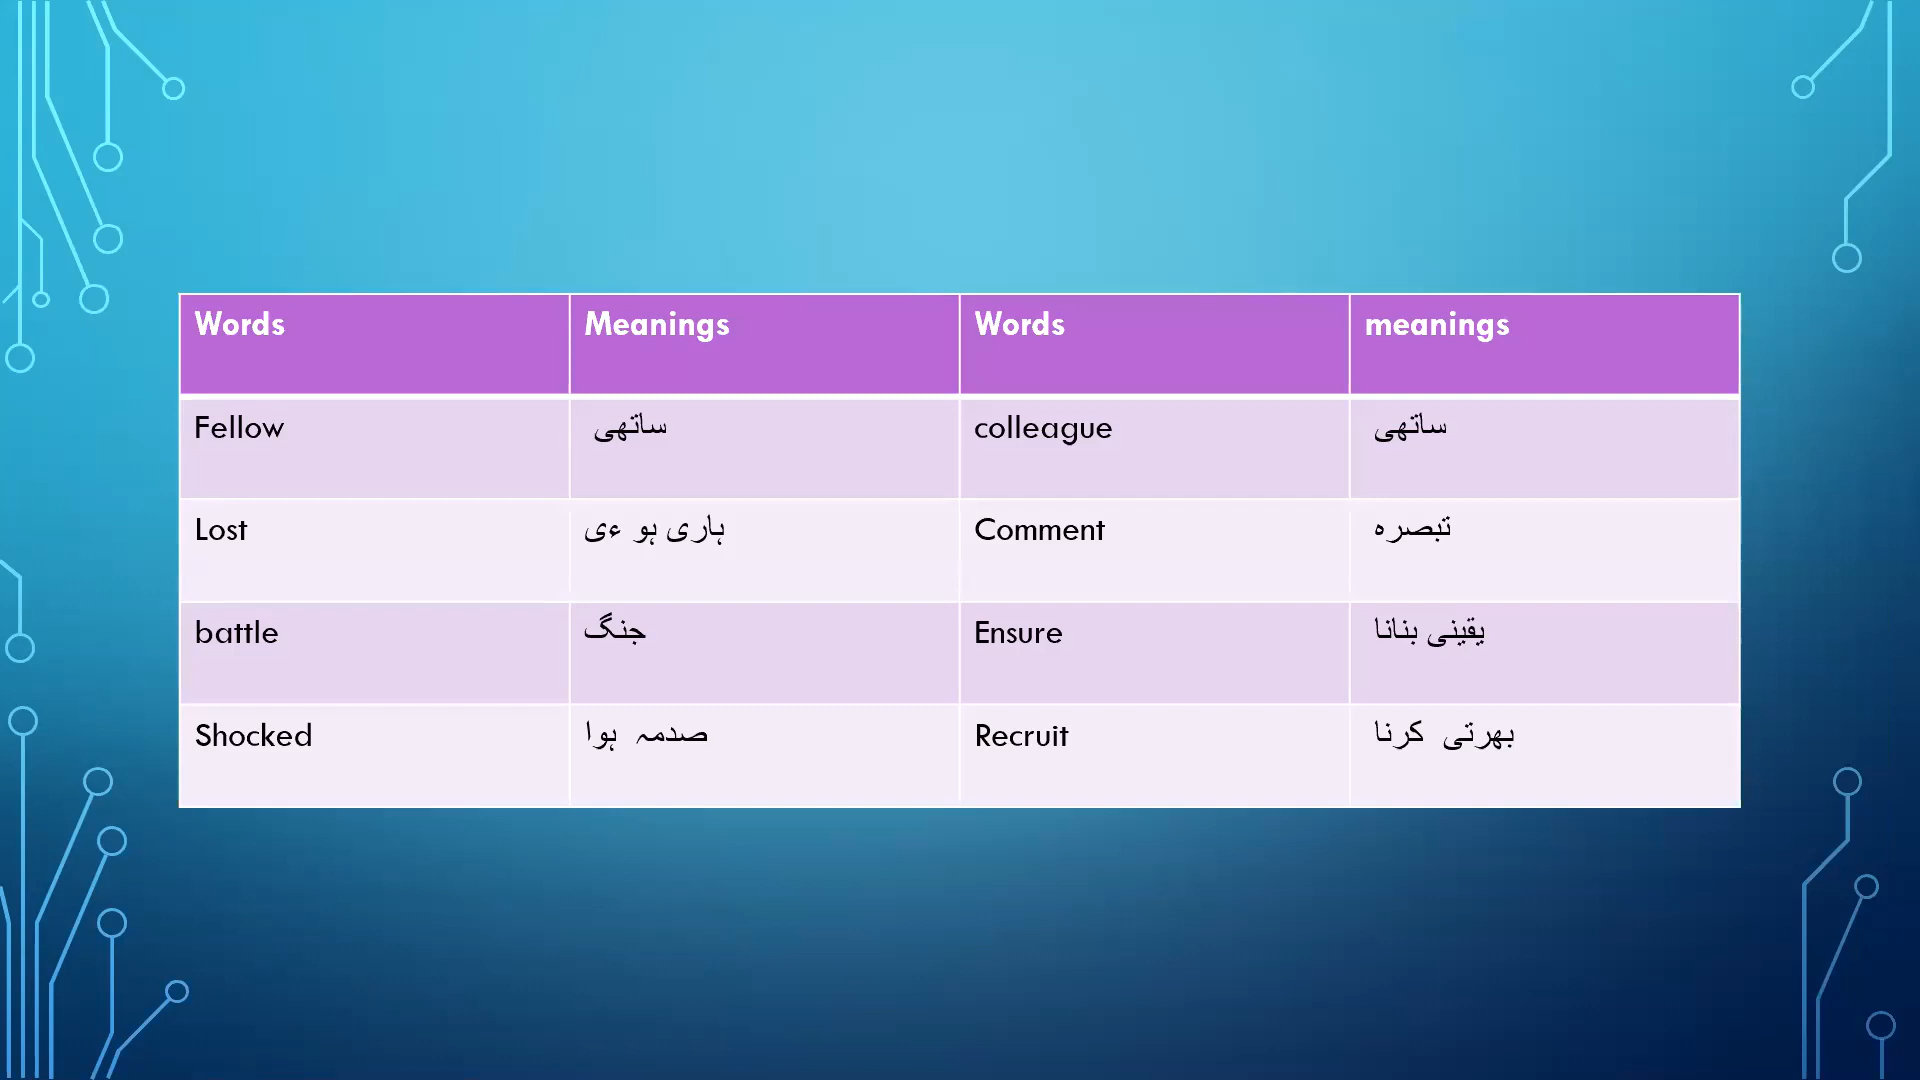 Words Meanings Words meanings
Fellow ساتھی colleague ساتھی
Lost ہاری ہو ءی Comment تبصرہ
battle جنگ Ensure یقینی بنانا
Shocked صدمہ ہوا Recruit بھرتی کرنا